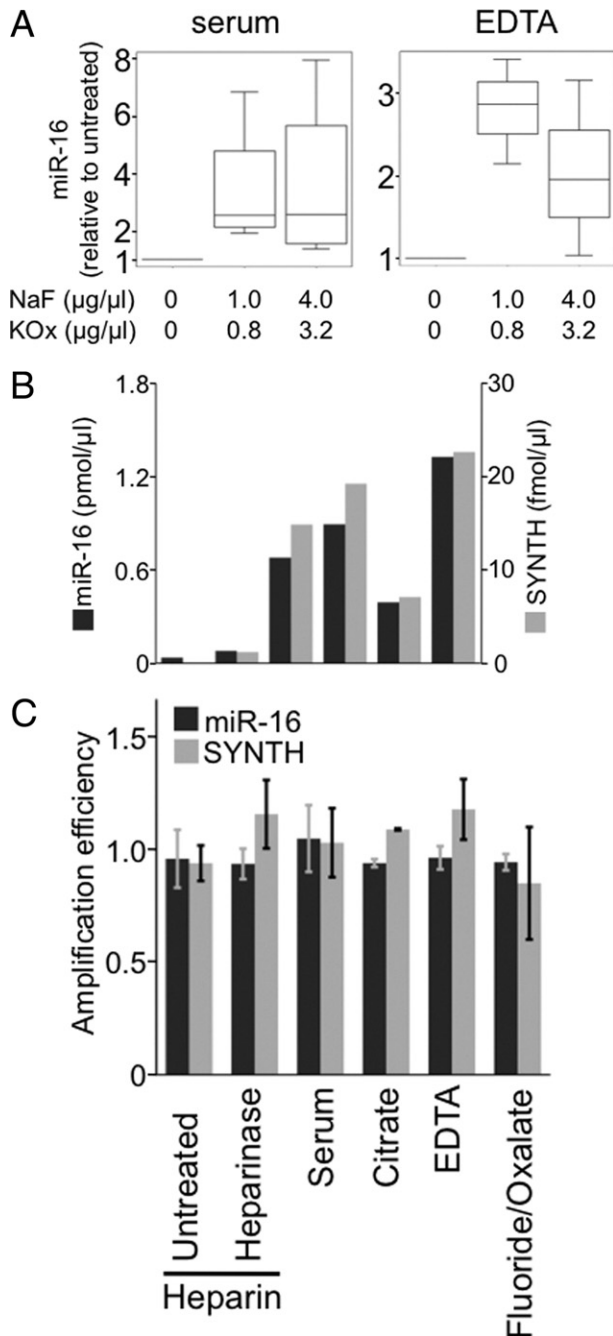 A
serum EDTA
miR-16
(relative to untreated)
8
6
4
2
1
3
2
1
NaF (µg/µl) 0 1.0 4.0 0 1.0 4.0
KOx (µg/µl) 0 0.8 3.2 0 0.8 3.2
B
miR-16 (pmol/µl)
1.8
1.2
0.6
0
30
20
10
0
SYNTH (fmol/µl)
C
miR-16
SYNTH
Amplification efficiency
1.5
1.0
0.5
0
Untreated
Heparinase
Serum
Citrate
EDTA
Fluoride/Oxalate
Heparin